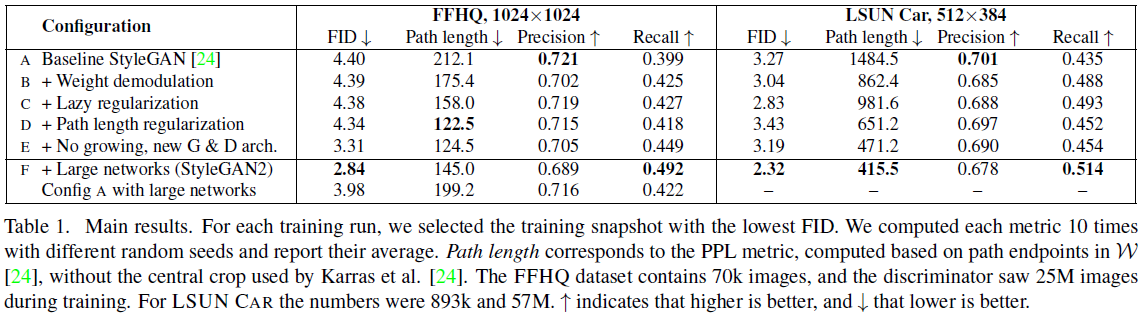 Configuration FFHQ, 1024×1024 LSUN Car, 512×384
FID ↓ Path length ↓ Precision ↑ Recall ↑ FID ↓ Path length ↓ Precision ↑ Recall ↑
A Baseline StyleGAN [24] 4.40 212.1 0.721 0.399 3.27 1484.5 0.701 0.435
B + Weight demodulation 4.39 175.4 0.702 0.425 3.04 862.4 0.685 0.488
C + Lazy regularization 4.38 158.0 0.719 0.427 2.83 981.6 0.688 0.493
D + Path length regularization 4.34 122.5 0.715 0.418 3.43 651.2 0.697 0.452
E + No growing, new G & D arch. 3.31 124.5 0.705 0.449 3.19 471.2 0.690 0.454
F + Large networks (StyleGAN2) 2.84 145.0 0.689 0.492 2.32 415.5 0.678 0.514
Config A with large networks 3.98 199.2 0.716 0.422 – – – –
Table 1. Main results. For each training run, we selected the training snapshot with the lowest FID. We computed each metric 10 times
with different random seeds and report their average. Path length corresponds to the PPL metric, computed based on path endpoints in W
[24], without the central crop used by Karras et al. [24]. The FFHQ dataset contains 70k images, and the discriminator saw 25M images
during training. For LSUN CAR the numbers were 893k and 57M. ↑ indicates that higher is better, and ↓ that lower is better.